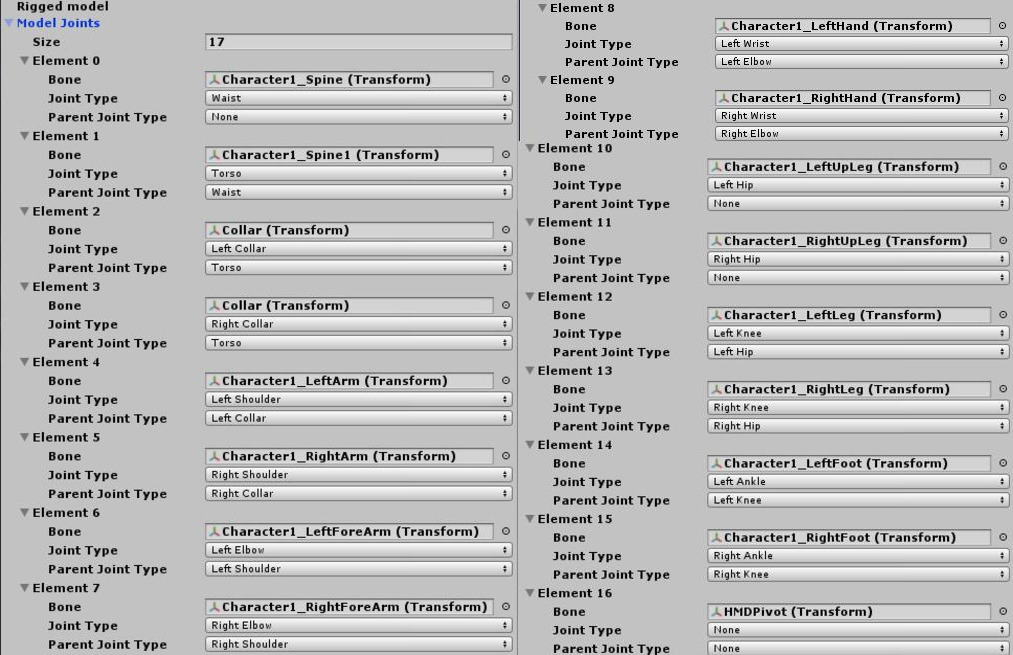 Rigged model
Model Joints
Size 17
Element 0
Bone Character1_Spine (Transform)
Joint Type Waist
Parent Joint Type None
Element 1
Bone Character1_Spine1 (Transform)
Joint Type Torso
Parent Joint Type Waist
Element 2
Bone Collar (Transform)
Joint Type Left Collar
Parent Joint Type Torso
Element 3
Bone Collar (Transform)
Joint Type Right Collar
Parent Joint Type Torso
Element 4
Bone Character1_LeftArm (Transform)
Joint Type Left Shoulder
Parent Joint Type Left Collar
Element 5
Bone Character1_RightArm (Transform)
Joint Type Right Shoulder
Parent Joint Type Right Collar
Element 6
Bone Character1_LeftForeArm (Transform)
Joint Type Left Elbow
Parent Joint Type Left Shoulder
Element 7
Bone Character1_RightForeArm (Transform)
Joint Type Right Elbow
Parent Joint Type Right Shoulder
Element 8
Bone Character1_LeftHand (Transform)
Joint Type Left Wrist
Parent Joint Type Left Elbow
Element 9
Bone Character1_RightHand (Transform)
Joint Type Right Wrist
Parent Joint Type Right Elbow
Element 10
Bone Character1_LeftUpLeg (Transform)
Joint Type Left Hip
Parent Joint Type None
Element 11
Bone Character1_RightUpLeg (Transform)
Joint Type Right Hip
Parent Joint Type None
Element 12
Bone Character1_LeftLeg (Transform)
Joint Type Left Knee
Parent Joint Type Left Hip
Element 13
Bone Character1_RightLeg (Transform)
Joint Type Right Knee
Parent Joint Type Right Hip
Element 14
Bone Character1_LeftFoot (Transform)
Joint Type Left Ankle
Parent Joint Type Left Knee
Element 15
Bone Character1_RightFoot (Transform)
Joint Type Right Ankle
Parent Joint Type Right Knee
Element 16
Bone HMDPivot (Transform)
Joint Type None
Parent Joint Type None